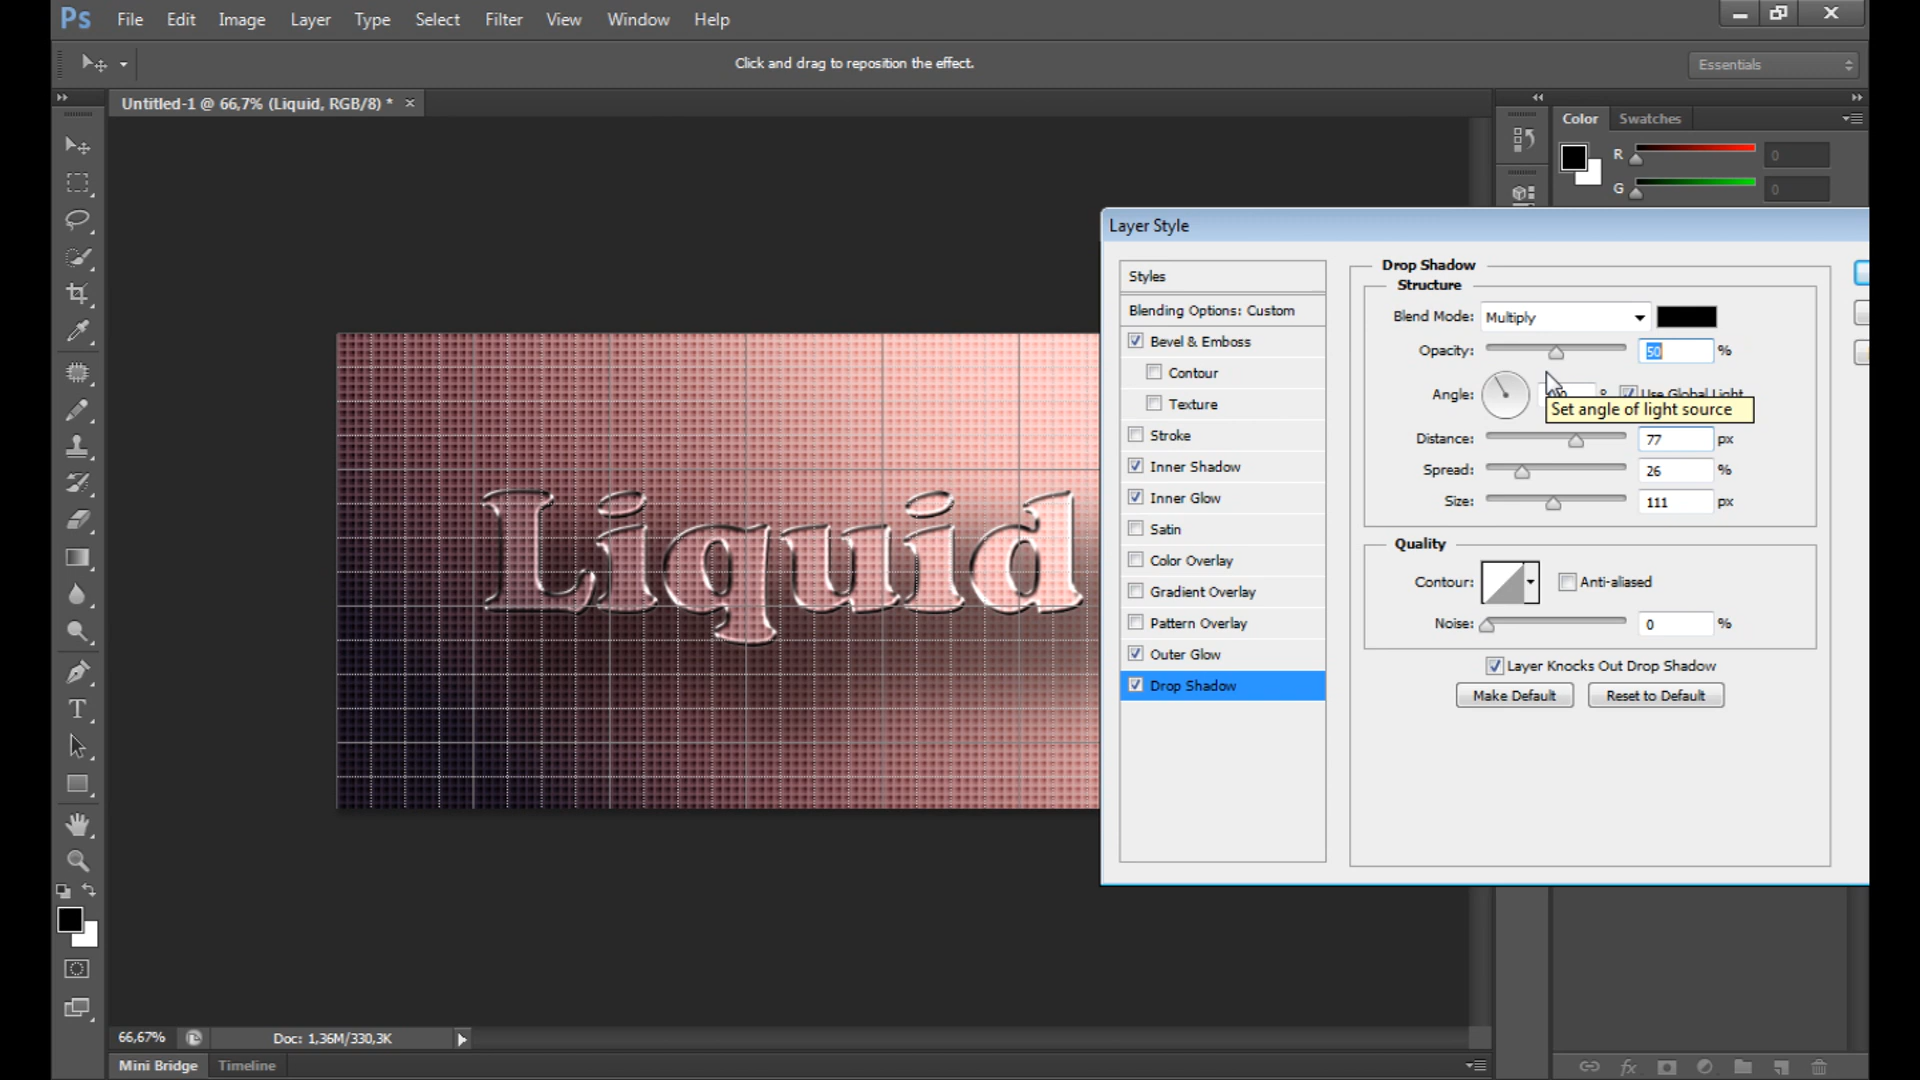 Ps File Edit Image Layer Type Select Filter View Window Help
Click and drag to reposition the effect.
Essentials
Untitled-1 @ 66,7% (Liquid, RGB/8) *
Color Swatches
R 0
G 0
Layer Style
Styles
Blending Options: Custom
Bevel & Emboss
Contour
Texture
Stroke
Inner Shadow
Inner Glow
Satin
Color Overlay
Gradient Overlay
Pattern Overlay
Outer Glow
Drop Shadow
Drop Shadow
Structure
Blend Mode: Multiply
Opacity: 50 %
Angle: ° Use Global Light
Set angle of light source
Distance: 77 px
Spread: 26 %
Size: 111 px
Quality
Contour: Anti-aliased
Noise: 0 %
Layer Knocks Out Drop Shadow
Make Default Reset to Default
Liquid
T
66,67% Doc: 1,36M/330,3K
Mini Bridge Timeline
fx